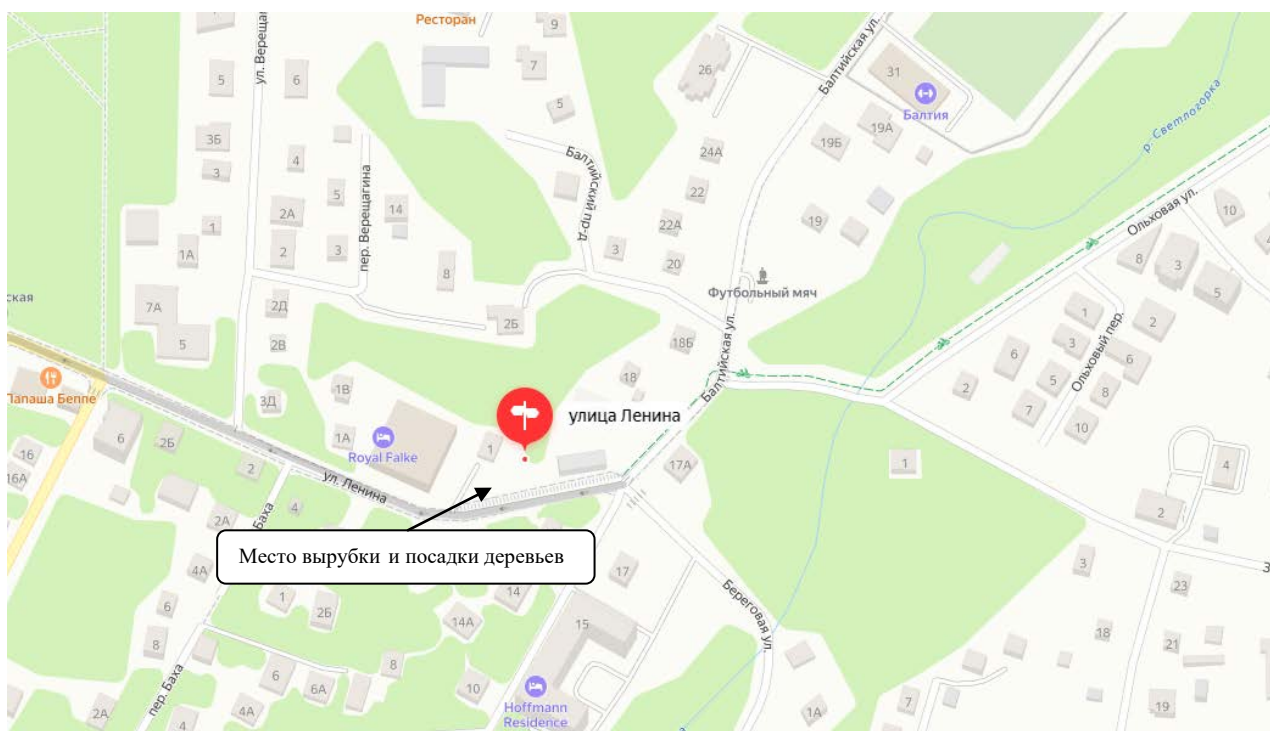 Ресторан
9
ул. Верещаг
Балтийская ул.
7
26
31
5
6
Балтия
5
р. Светлогорка
3Б
19А
19Б
Балтийский пр-д
24А
3
4
пер. Верещагина
5
22
14
2А
22А
19
Ольховая ул.
10
1
8
3
4
1А
2
3
8
3
20
5
ская
7А
2Д
Футбольный мяч
1
Ольховый пер.
2
2Б
5
2В
18Б
Балтийская ул.
3
6
6
Папаша Беппе
3Д
1В
18
2
5
8
улица Ленина
7
6
2Б
1А
Royal Falke
1
10
16
16А
2
ул. Ленина
17А
1
4
4
2
2А
пер. Баха
Место вырубки и посадки деревьев
4А
17
3
1
14
Береговая ул.
23
З
6
2Б
14А
15
18
8
8
21
6
6А
10
Hoffmann
Residence
7
19
2А
пер. Баха
4
4А
1А